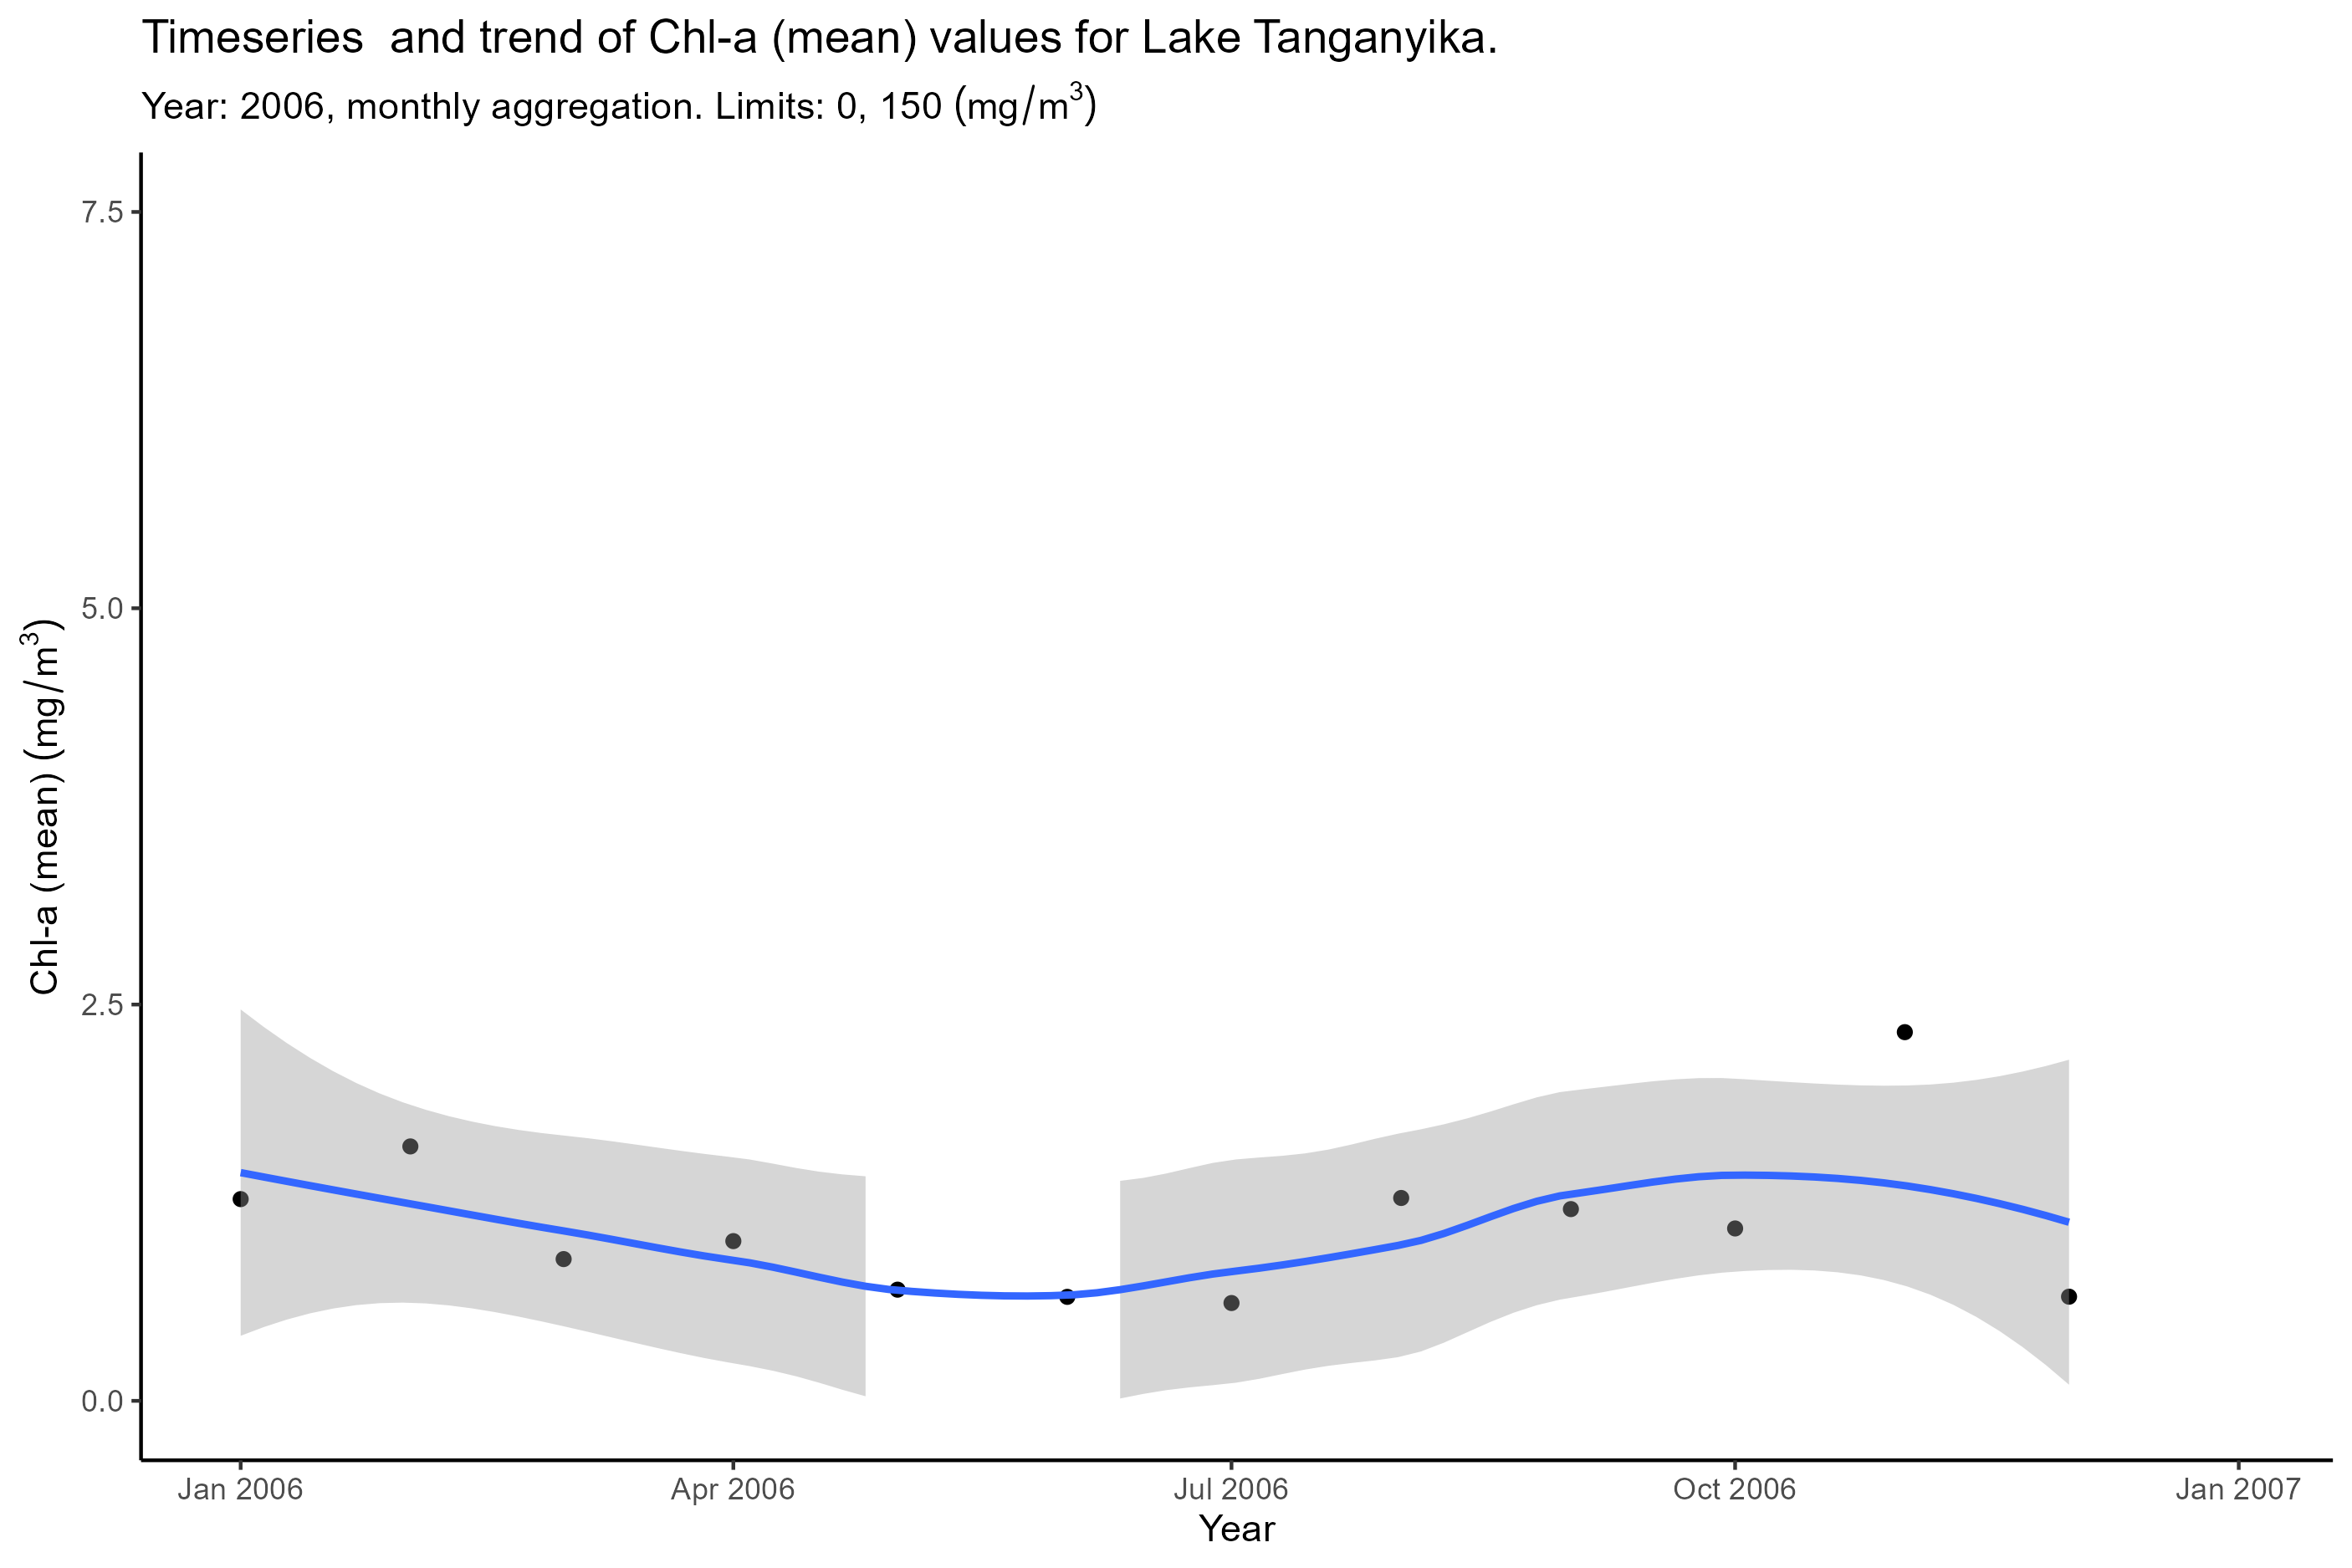 Timeseries  and trend of Chl-a (mean) values for Lake Tanganyika.
Year: 2006, monthly aggregation. Limits: 0, 150 (mg/m³)
Chl-a (mean) (mg/m³)
7.5
5.0
2.5
0.0
Jan 2006
Apr 2006
Jul 2006
Oct 2006
Jan 2007
Year